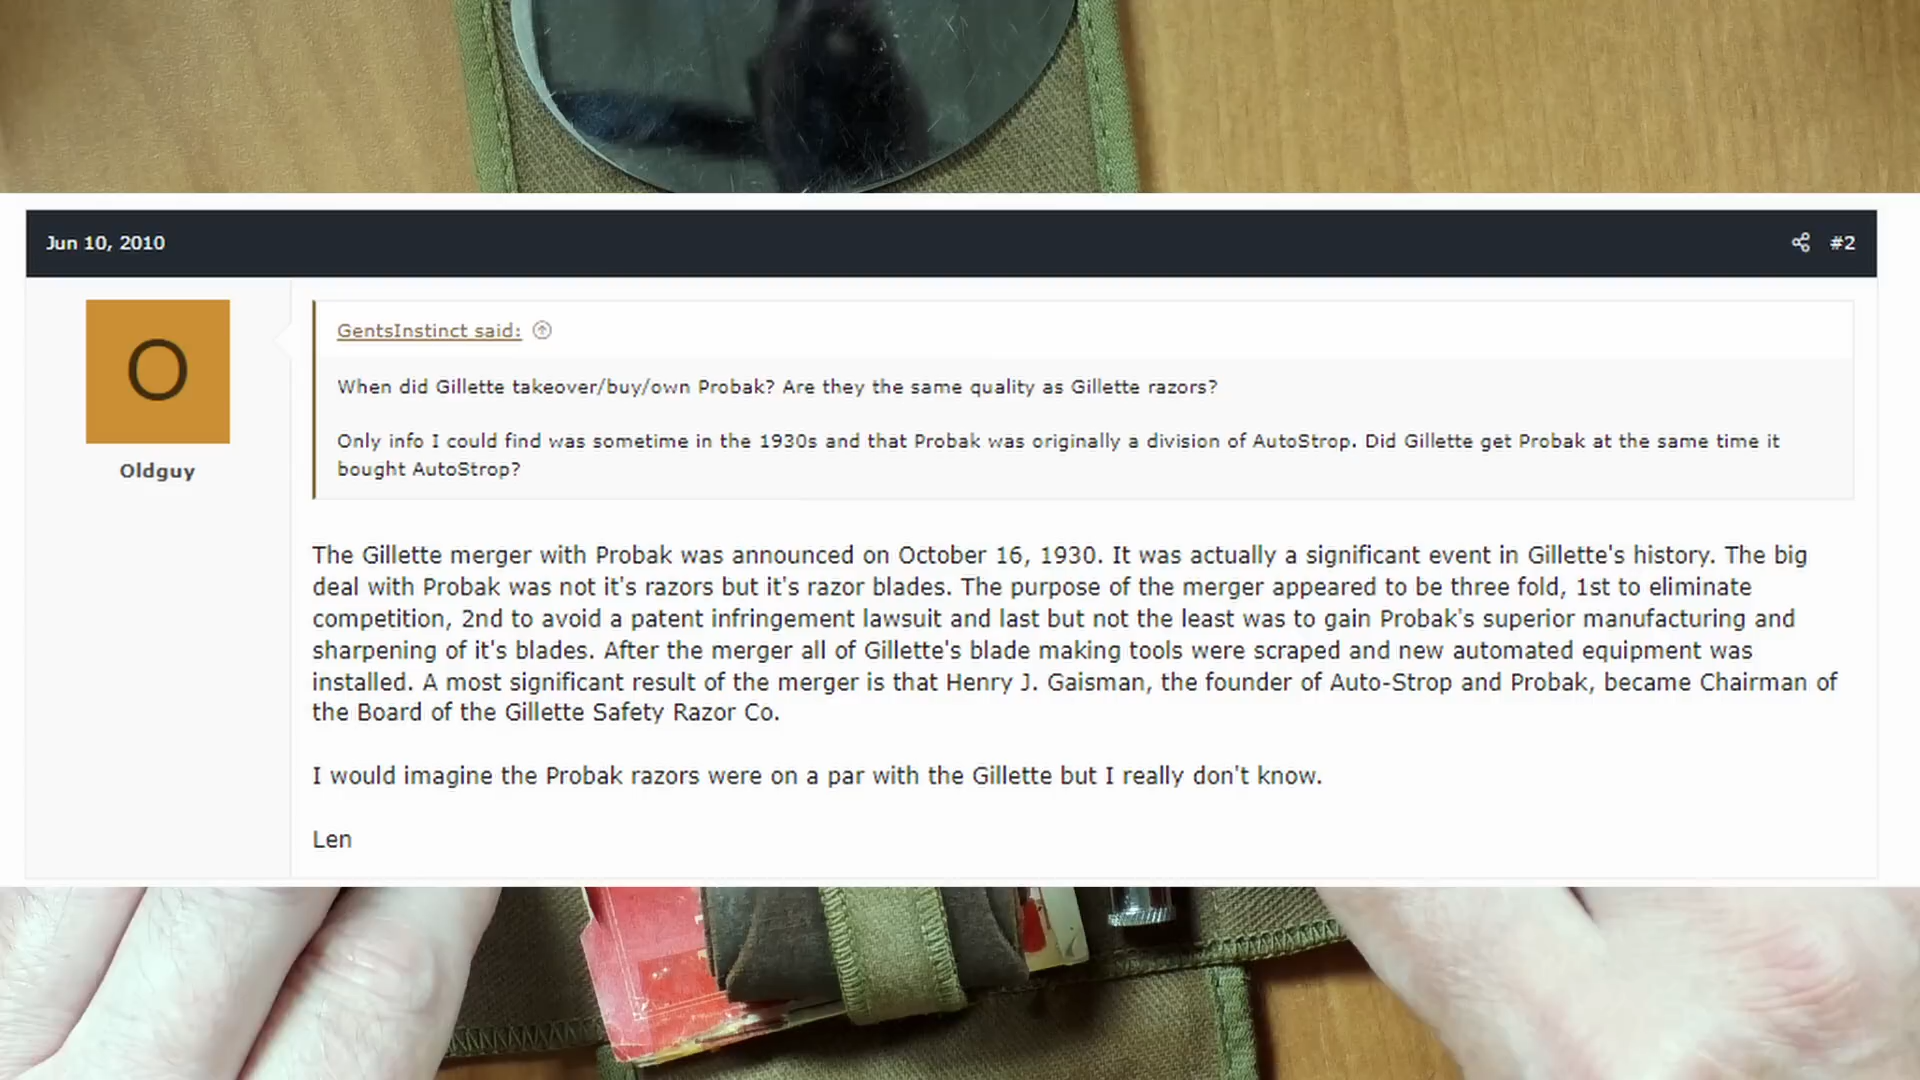 Jun 10, 2010
#2
O
Oldguy
GentsInstinct said:
When did Gillette takeover/buy/own Probak? Are they the same quality as Gillette razors?
Only info I could find was sometime in the 1930s and that Probak was originally a division of AutoStrop. Did Gillette get Probak at the same time it
bought AutoStrop?
The Gillette merger with Probak was announced on October 16, 1930. It was actually a significant event in Gillette's history. The big
deal with Probak was not it's razors but it's razor blades. The purpose of the merger appeared to be three fold, 1st to eliminate
competition, 2nd to avoid a patent infringement lawsuit and last but not the least was to gain Probak's superior manufacturing and
sharpening of it's blades. After the merger all of Gillette's blade making tools were scraped and new automated equipment was
installed. A most significant result of the merger is that Henry J. Gaisman, the founder of Auto-Strop and Probak, became Chairman of
the Board of the Gillette Safety Razor Co.
I would imagine the Probak razors were on a par with the Gillette but I really don't know.
Len